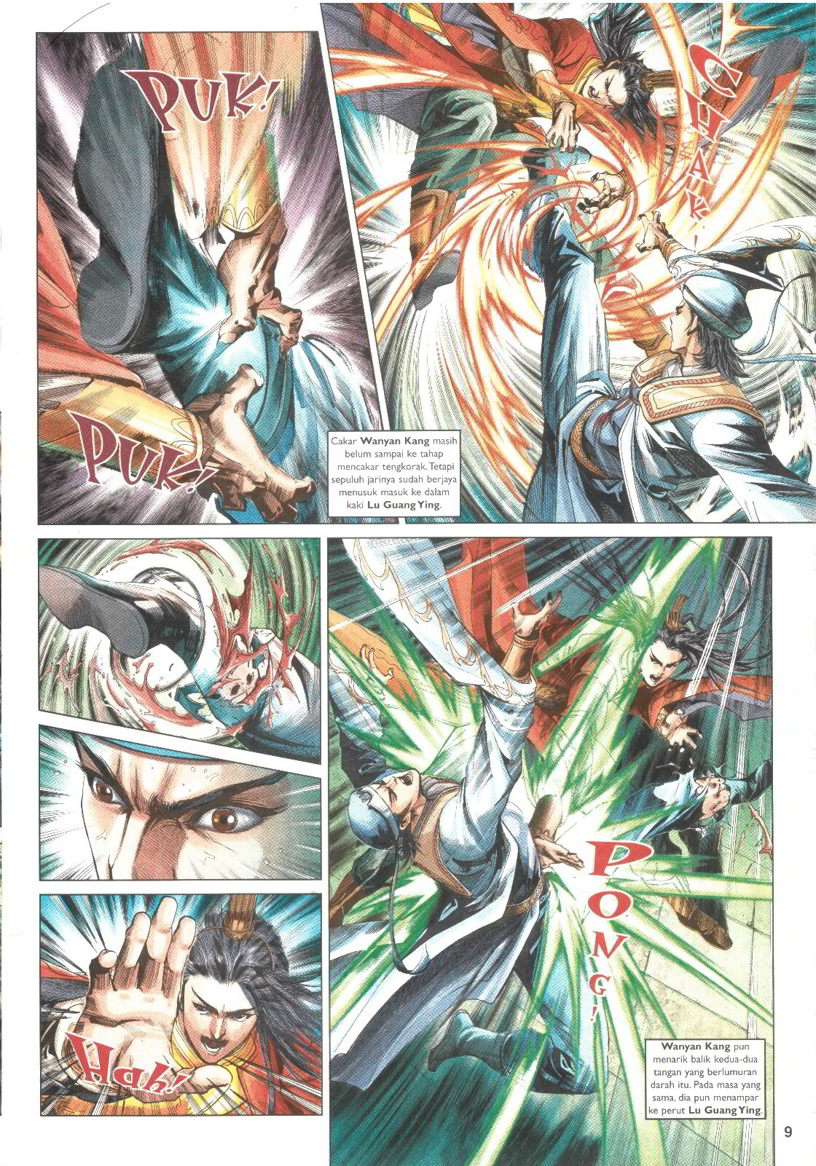 PUK!
CHAK!
PUK!
Cakar Wanyan Kang masih
belum sampai ke tahap
mencakar tengkorak. Tetapi
sepuluh jarinya sudah berjaya
menusuk masuk ke dalam
kaki Lu Guang Ying.
PONG!
Hah!
Wanyan Kang pun
menarik balik kedua-dua
tangan yang berlumuran
darah itu. Pada masa yang
sama, dia pun menampar
ke perut Lu Guang Ying.
9